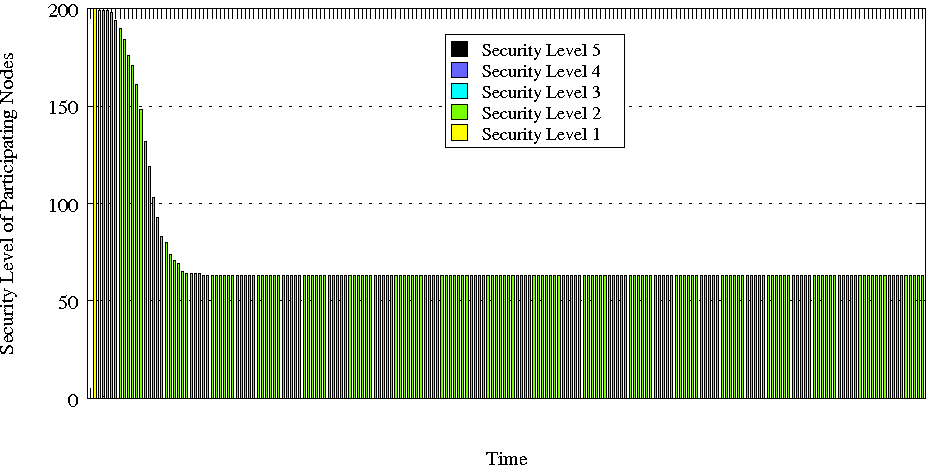 200
150
100
50
0
Security Level of Participating Nodes
Security Level 5
Security Level 4
Security Level 3
Security Level 2
Security Level 1
Time